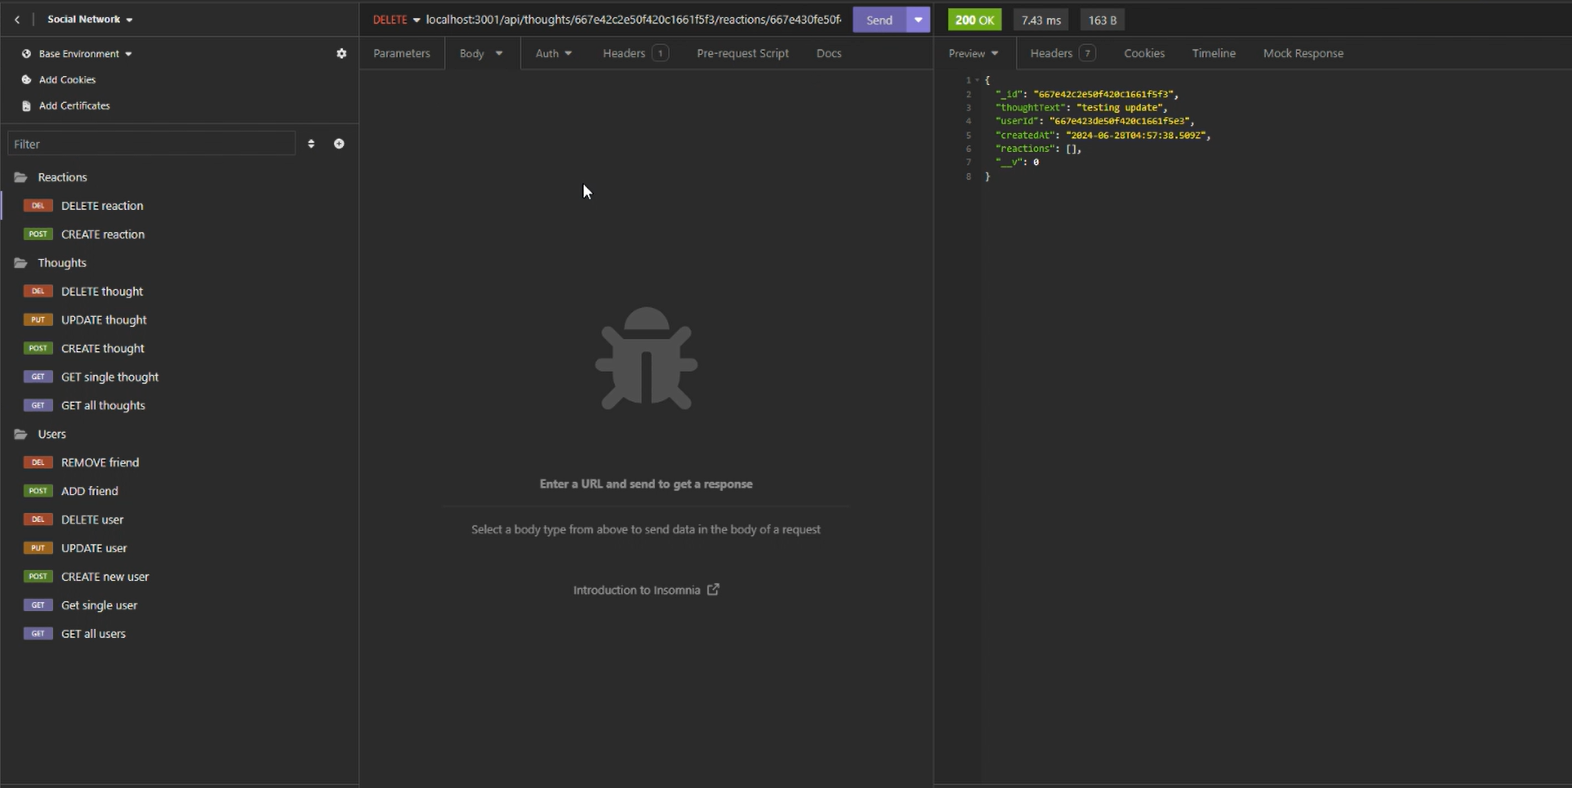 Social Network
Base Environment
Add Cookies
Add Certificates
Filter
Reactions
DEL DELETE reaction
POST CREATE reaction
Thoughts
DEL DELETE thought
PUT UPDATE thought
POST CREATE thought
GET GET single thought
GET GET all thoughts
Users
DEL REMOVE friend
POST ADD friend
DEL DELETE user
PUT UPDATE user
POST CREATE new user
GET Get single user
GET GET all users
DELETE localhost:3001/api/thoughts/667e42c2e50f420c1661f5f3/reactions/667e430fe50f4 Send
Parameters Body Auth Headers 1 Pre-request Script Docs
Enter a URL and send to get a response
Select a body type from above to send data in the body of a request
Introduction to Insomnia
200 OK 7.43 ms 163 B
Preview Headers 7 Cookies Timeline Mock Response
1 {
2 "_id": "667e42c2e50f420c1661f5f3",
3 "thoughtText": "testing update",
4 "userId": "667e423de50f420c1661f5e3",
5 "createdAt": "2024-06-28T04:57:38.509Z",
6 "reactions": [],
7 "__v": 0
8 }